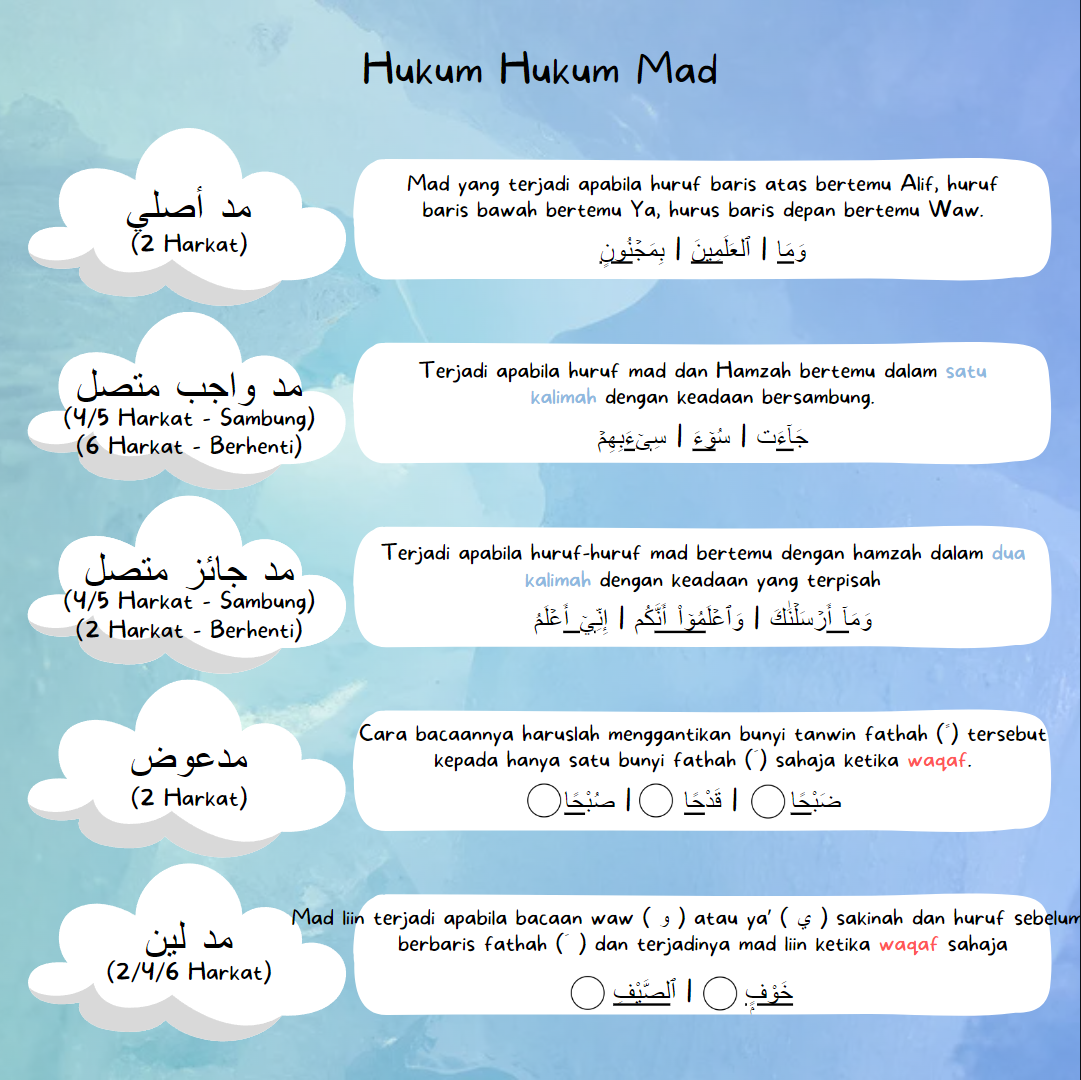 Hukum Hukum Mad
مد أصلي
(2 Harkat)
Mad yang terjadi apabila huruf baris atas bertemu Alif, huruf
baris bawah bertemu Ya, hurus baris depan bertemu Waw.
وَمَا | ٱلعَلَمِينَ | بِمَجْنُونٍ
مد واجب متصل
(4/5 Harkat - Sambung)
(6 Harkat - Berhenti)
Terjadi apabila huruf mad dan Hamzah bertemu dalam satu
kalimah dengan keadaan bersambung.
جَآءَت | سُوٓءَ | سِىٓءَبِهِمْ
مد جائز متصل
(4/5 Harkat - Sambung)
(2 Harkat - Berhenti)
Terjadi apabila huruf-huruf mad bertemu dengan hamzah dalam dua
kalimah dengan keadaan yang terpisah
وَمَآ أَرْسَلْنَٰكَ | وَٱعْلَمُوٓا۟ أَنَّكُم | إِنِّيٓ أَعْلَمُ
مدعوض
(2 Harkat)
Cara bacaannya haruslah menggantikan bunyi tanwin fathah (ً) tersebut
kepada hanya satu bunyi fathah (َ) sahaja ketika waqaf.
ضَبْحًا | قَدْحًا | صُبْحًا
مد لين
(2/4/6 Harkat)
Mad liin terjadi apabila bacaan waw ( و ) atau ya' ( ي ) sakinah dan huruf sebelum
berbaris fathah (َ ) dan terjadinya mad liin ketika waqaf sahaja
خَوْفٍ. | ٱلصَّيْفِ